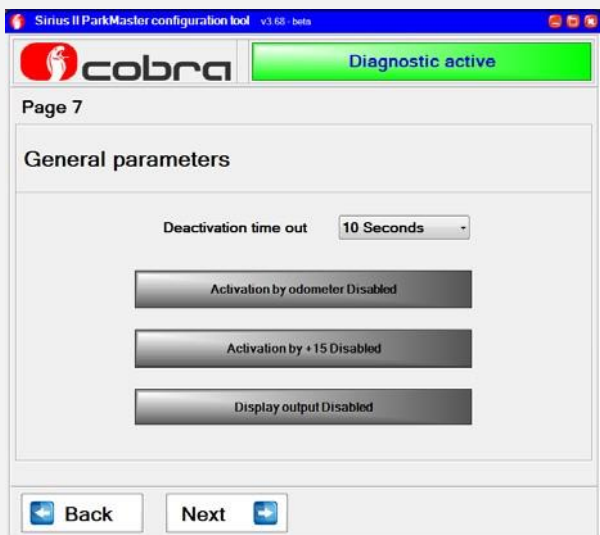 Sirius II ParkMaster configuration tool v3.68 - beta
cobra
Diagnostic active
Page 7
General parameters
Deactivation time out 10 Seconds
Activation by odometer Disabled
Activation by +15 Disabled
Display output Disabled
Back Next